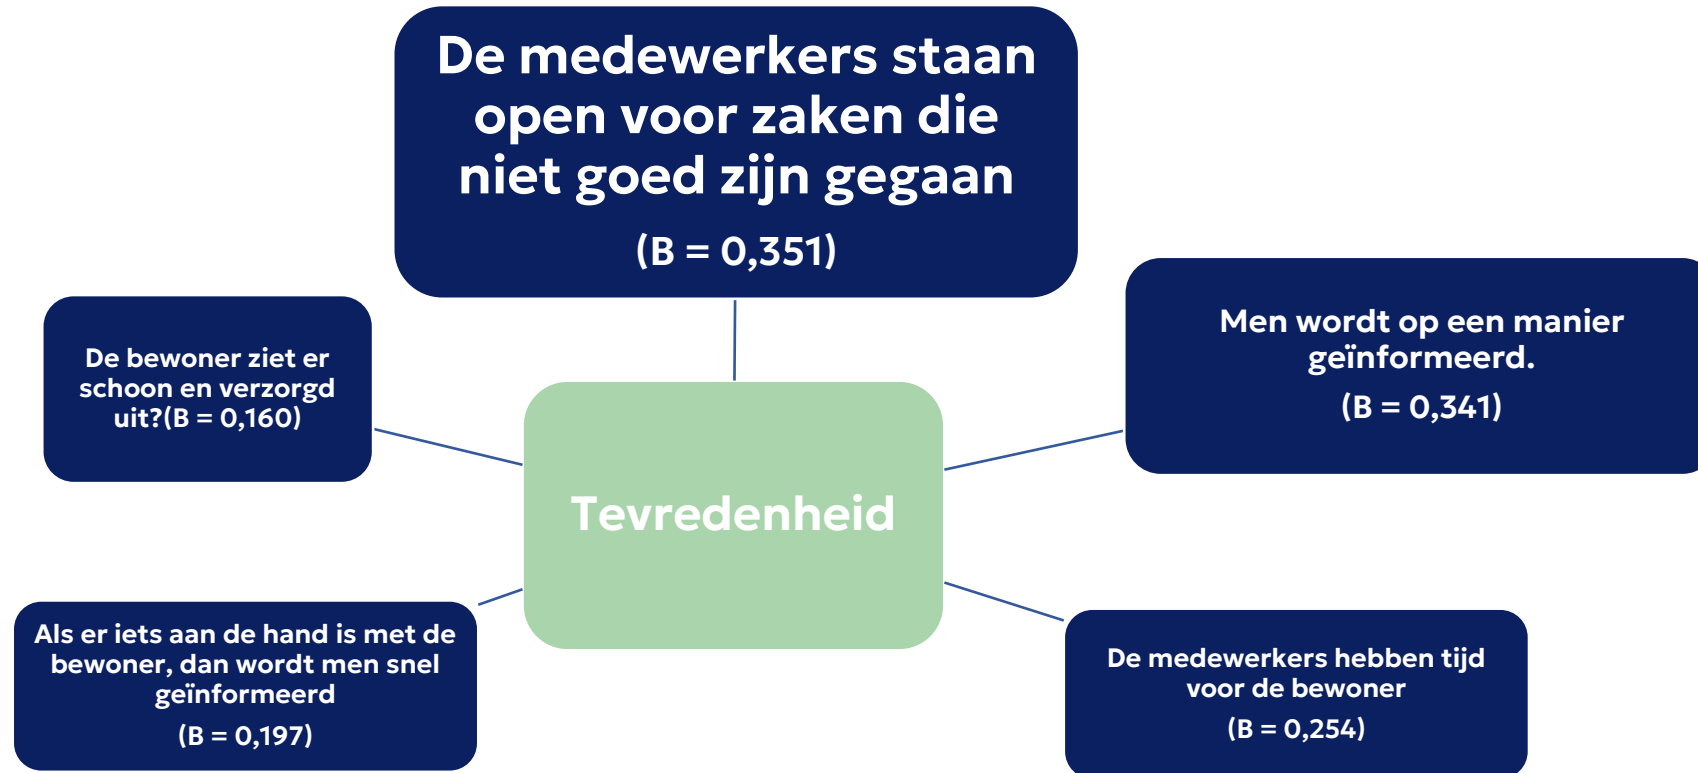 De medewerkers staan
open voor zaken die
niet goed zijn gegaan
(B = 0,351)
Men wordt op een manier
geïnformeerd.
(B = 0,341)
De bewoner ziet er
schoon en verzorgd
uit?(B = 0,160)
Tevredenheid
Als er iets aan de hand is met de
bewoner, dan wordt men snel
geïnformeerd
(B = 0,197)
De medewerkers hebben tijd
voor de bewoner
(B = 0,254)